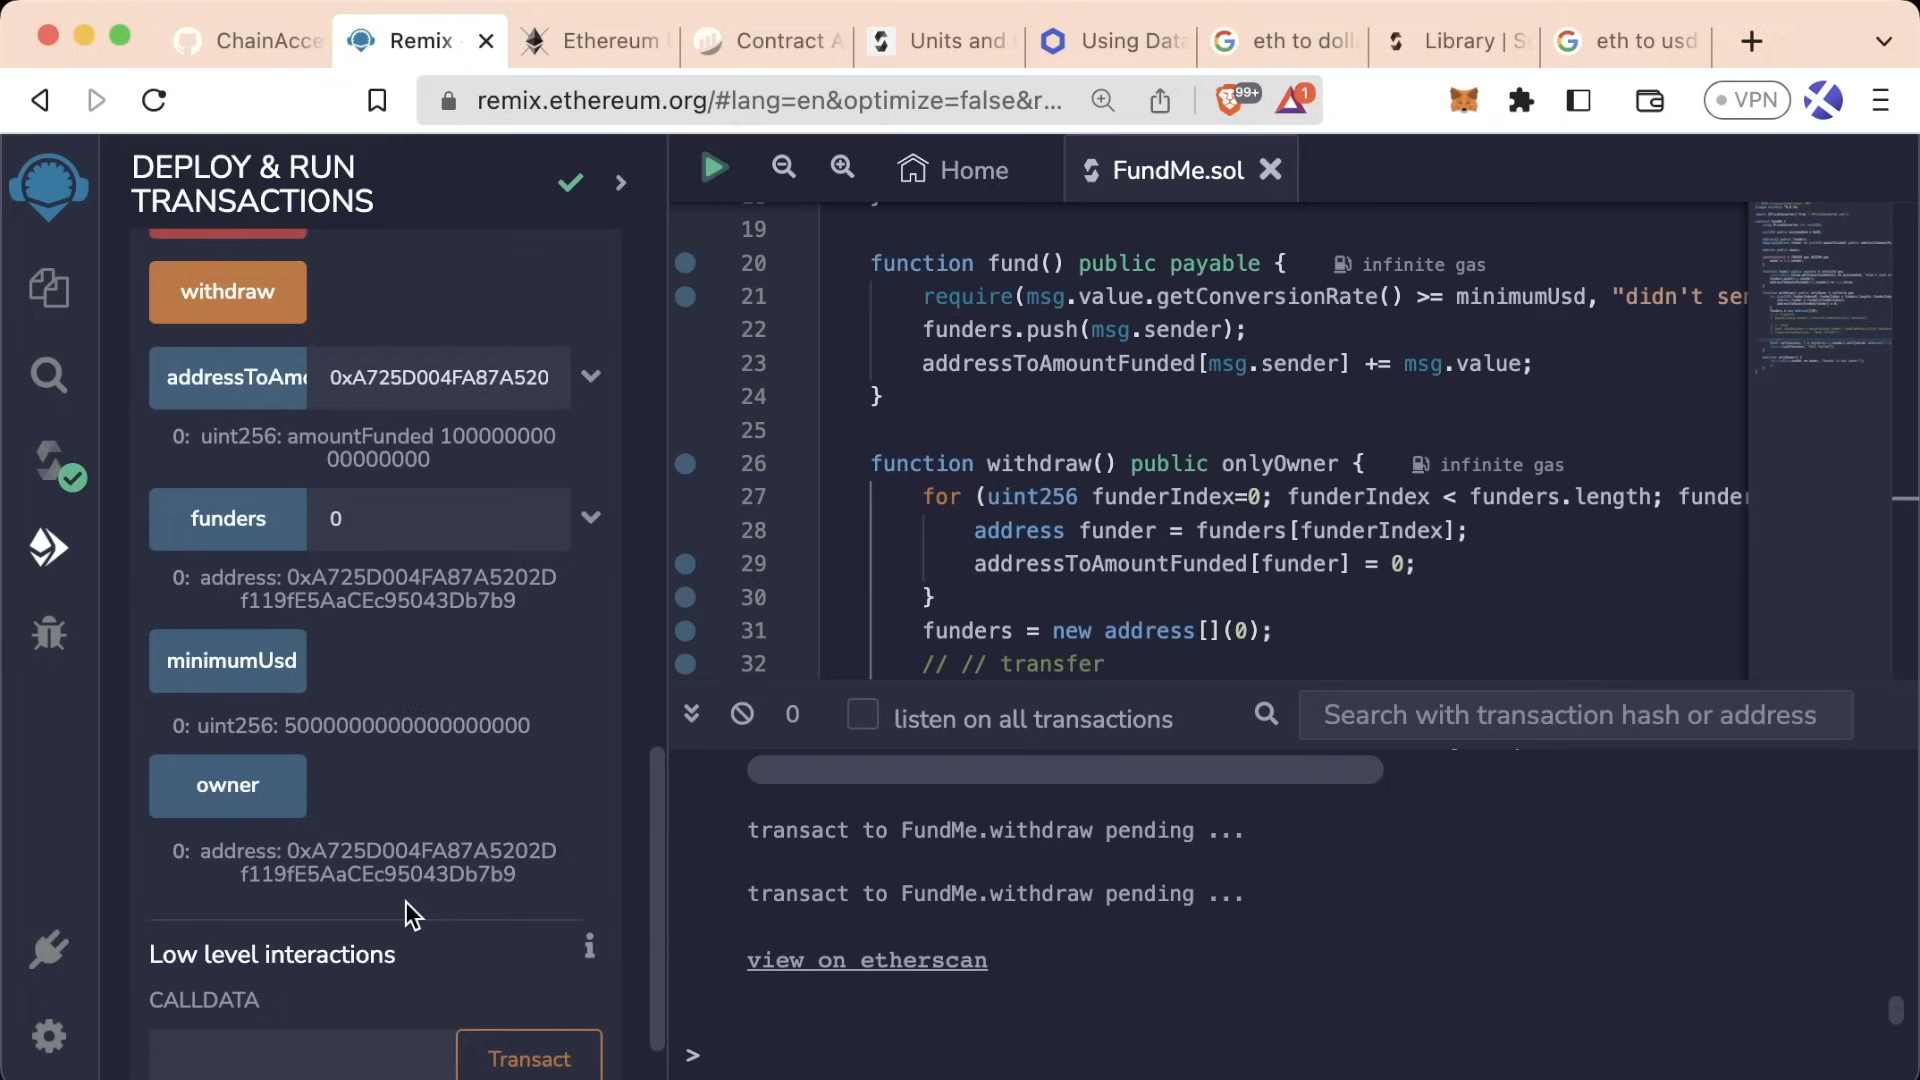 ChainAcce
Remix
Ethereum
Contract A
Units and
Using Data
eth to doll
Library | S
eth to usd
remix.ethereum.org/#lang=en&optimize=false&r...
99+
1
VPN
DEPLOY & RUN
TRANSACTIONS
withdraw
addressToAmo
0xA725D004FA87A520
0: uint256: amountFunded 100000000
00000000
funders
0
0: address: 0xA725D004FA87A5202D
f119fE5AaCEc95043Db7b9
minimumUsd
0: uint256: 5000000000000000000
owner
0: address: 0xA725D004FA87A5202D
f119fE5AaCEc95043Db7b9
Low level interactions
CALLDATA
Transact
Home
FundMe.sol
19
20 function fund() public payable { infinite gas
21 require(msg.value.getConversionRate() >= minimumUsd, "didn't sen
22 funders.push(msg.sender);
23 addressToAmountFunded[msg.sender] += msg.value;
24 }
25
26 function withdraw() public onlyOwner { infinite gas
27 for (uint256 funderIndex=0; funderIndex < funders.length; funde
28 address funder = funders[funderIndex];
29 addressToAmountFunded[funder] = 0;
30 }
31 funders = new address[](0);
32 // // transfer
0
listen on all transactions
Search with transaction hash or address
transact to FundMe.withdraw pending ...
transact to FundMe.withdraw pending ...
view on etherscan
>